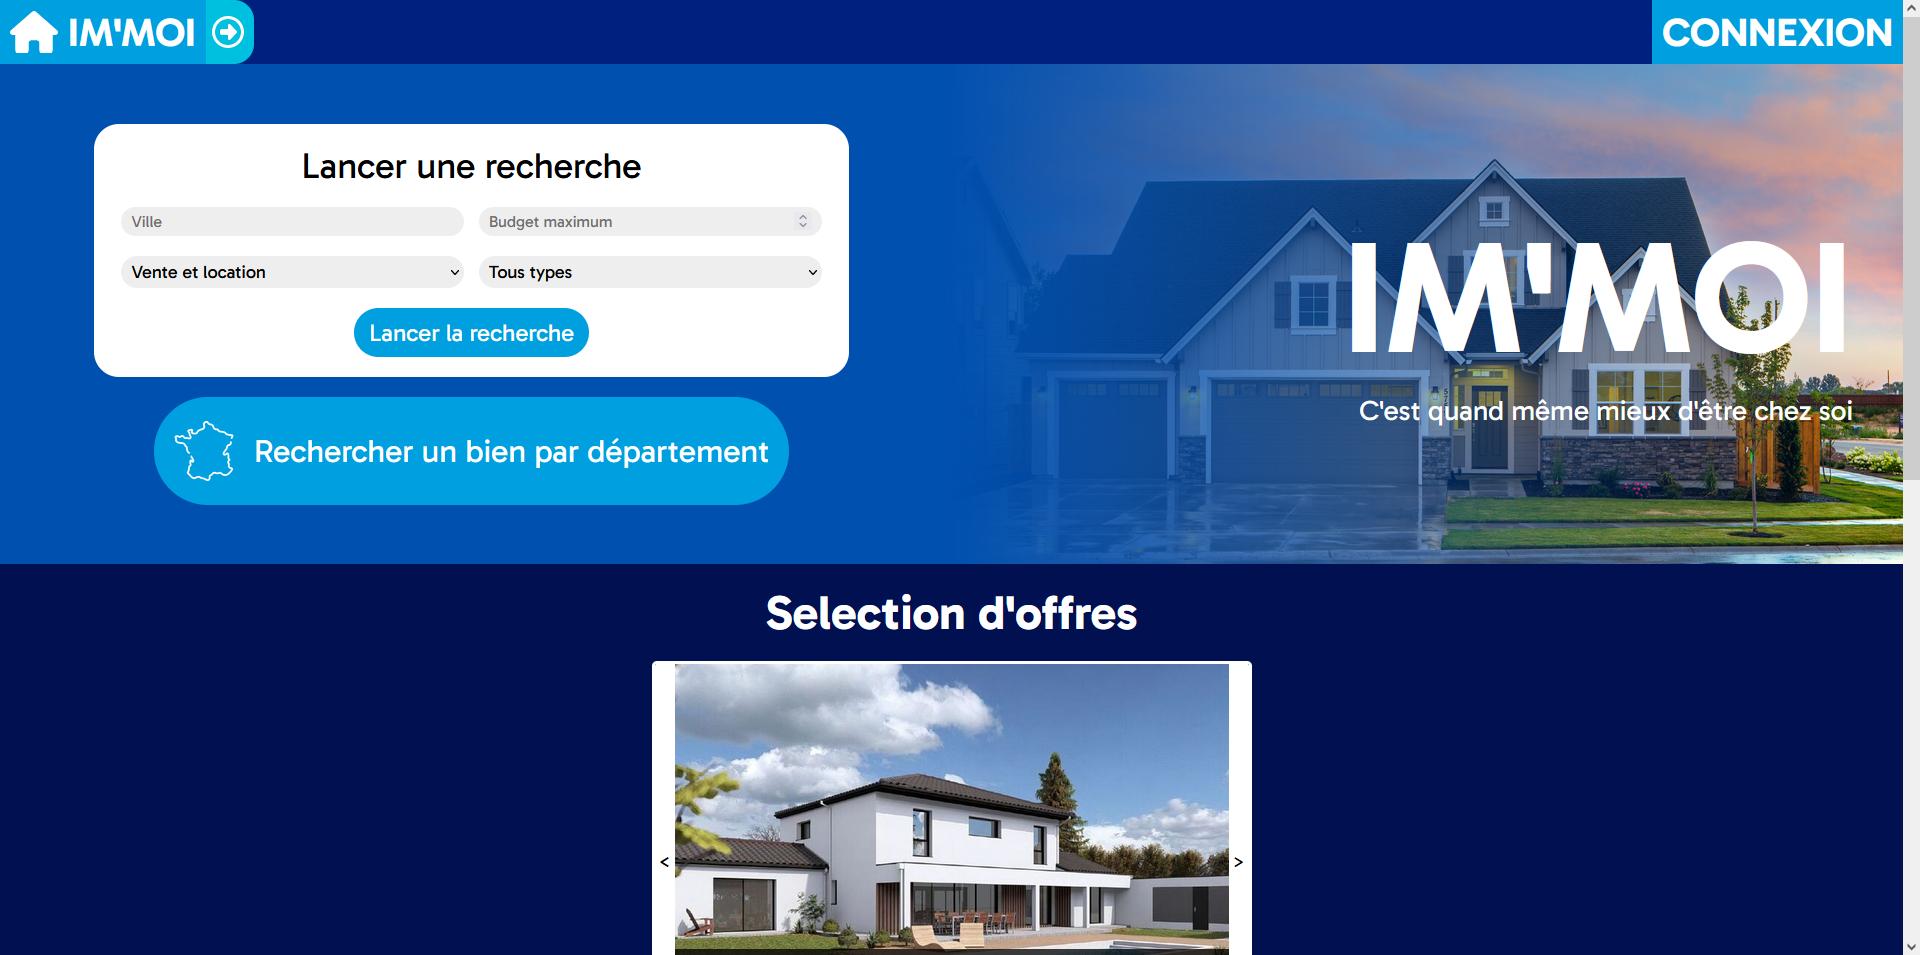 IM'MOI
CONNEXION
Lancer une recherche
Ville
Budget maximum
Vente et location
Tous types
Lancer la recherche
Rechercher un bien par département
IM'MOI
C'est quand même mieux d'être chez soi
Selection d'offres
<
>